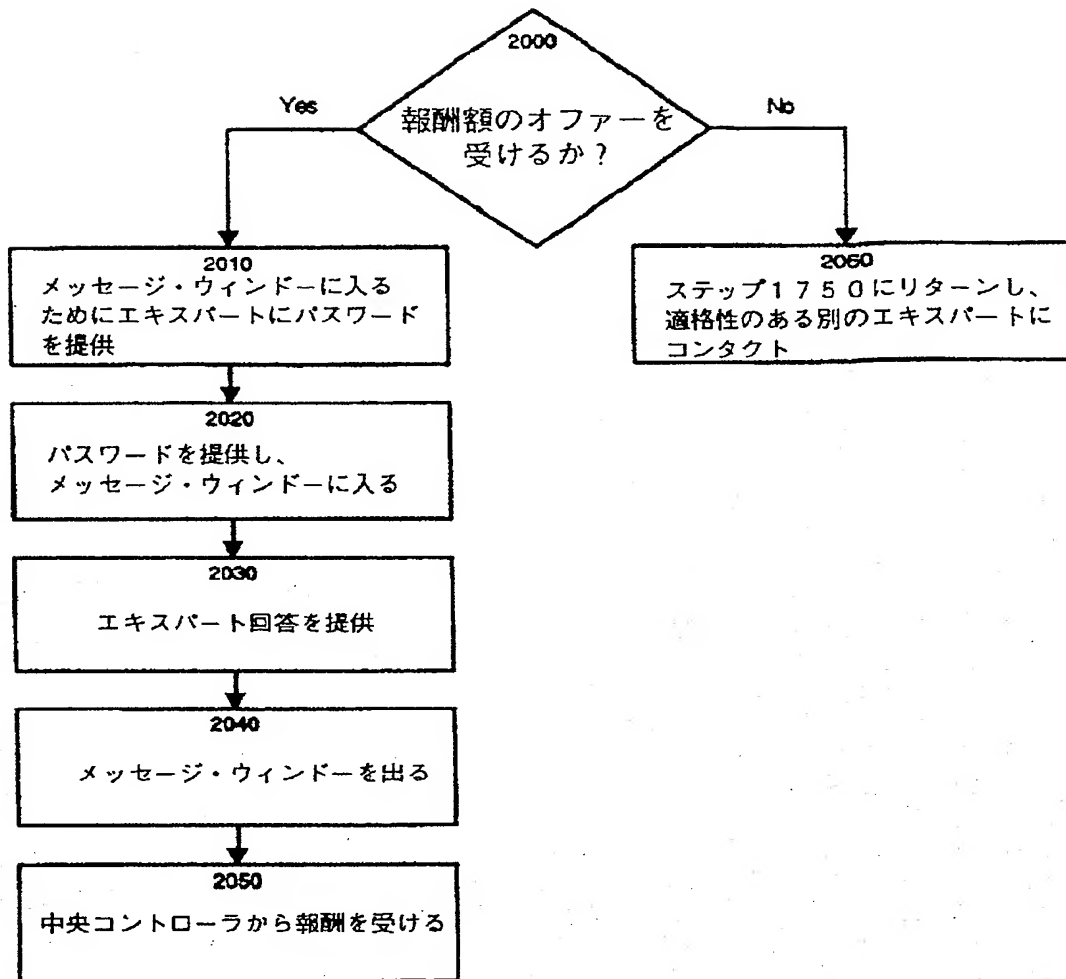 2000
報酬額のオファーを
受けるか？
Yes
No
2010
メッセージ・ウィンドーに入る
ためにエキスパートにパスワード
を提供
2060
ステップ１７５０にリターンし、
適格性のある別のエキスパートに
コンタクト
2020
パスワードを提供し、
メッセージ・ウィンドーに入る
2030
エキスパート回答を提供
2040
メッセージ・ウィンドーを出る
2050
中央コントローラから報酬を受ける